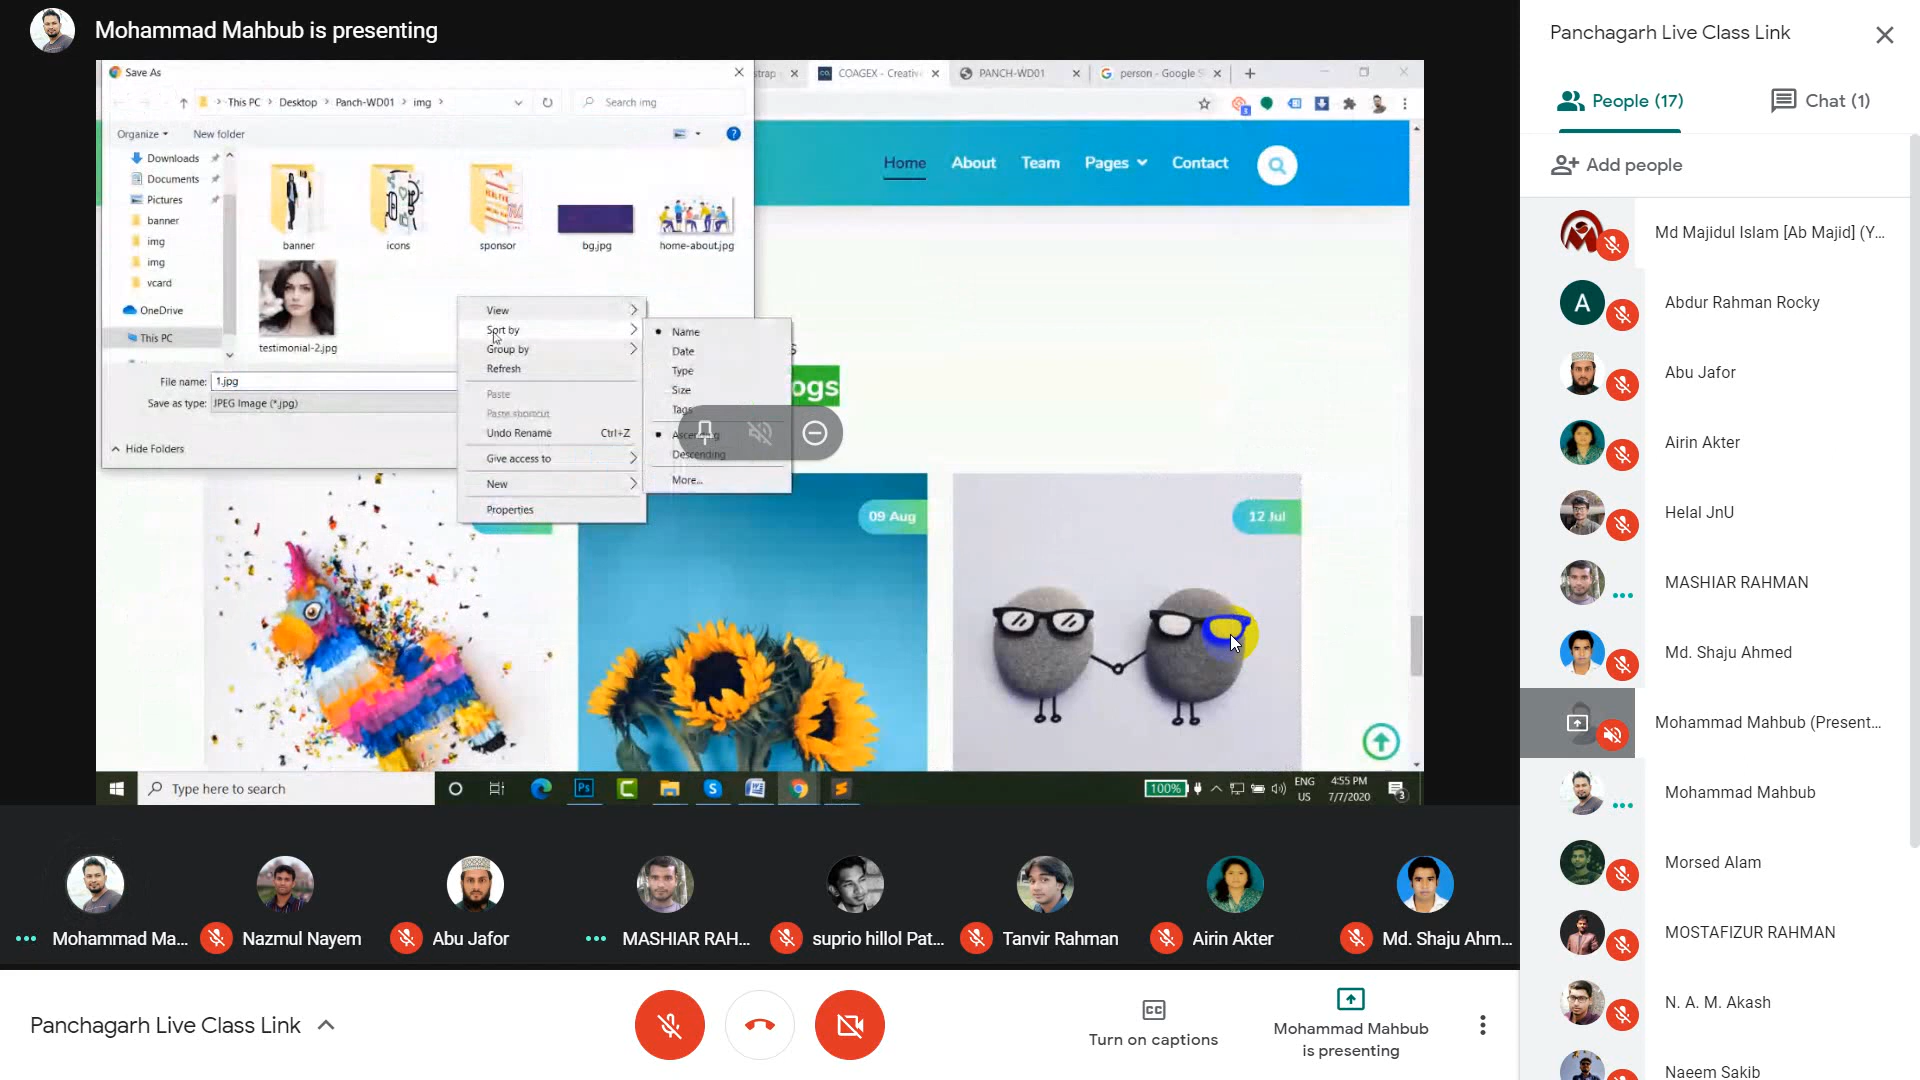 Mohammad Mahbub is presenting
Save As
COAGEX - Creative
PANCH-WD01
person - Google S
This PC > Desktop > Panch-WD01 > img >
Search img
Organize
New folder
Downloads
Documents
Pictures
banner
img
img
vcard
OneDrive
This PC
banner
icons
sponsor
bg.jpg
home-about.jpg
testimonial-2.jpg
File name: 1.jpg
Save as type: JPEG Image (*.jpg)
Hide Folders
View
Sort by
Group by
Refresh
Paste
Paste shortcut
Undo Rename Ctrl+Z
Give access to
New
Properties
Name
Date
Type
Size
Tags
Ascending
Descending
More...
Home About Team Pages Contact
ogs
09 Aug
12 Jul
Type here to search
100%
ENG
US
4:55 PM
7/7/2020
3
Mohammad Ma...
Nazmul Nayem
Abu Jafor
MASHIAR RAH...
suprio hillol Pat...
Tanvir Rahman
Airin Akter
Md. Shaju Ahm...
Panchagarh Live Class Link
Turn on captions
Mohammad Mahbub
is presenting
Panchagarh Live Class Link
People (17)
Chat (1)
Add people
Md Majidul Islam [Ab Majid] (Y...
A
Abdur Rahman Rocky
Abu Jafor
Airin Akter
Helal JnU
MASHIAR RAHMAN
Md. Shaju Ahmed
Mohammad Mahbub (Present...
Mohammad Mahbub
Morsed Alam
MOSTAFIZUR RAHMAN
N. A. M. Akash
Naeem Sakib